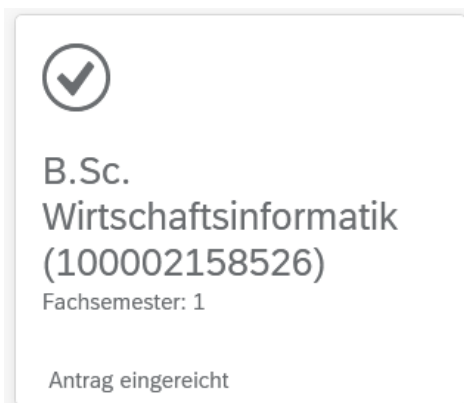 B.Sc.
Wirtschaftsinformatik
(100002158526)
Fachsemester: 1
Antrag eingereicht